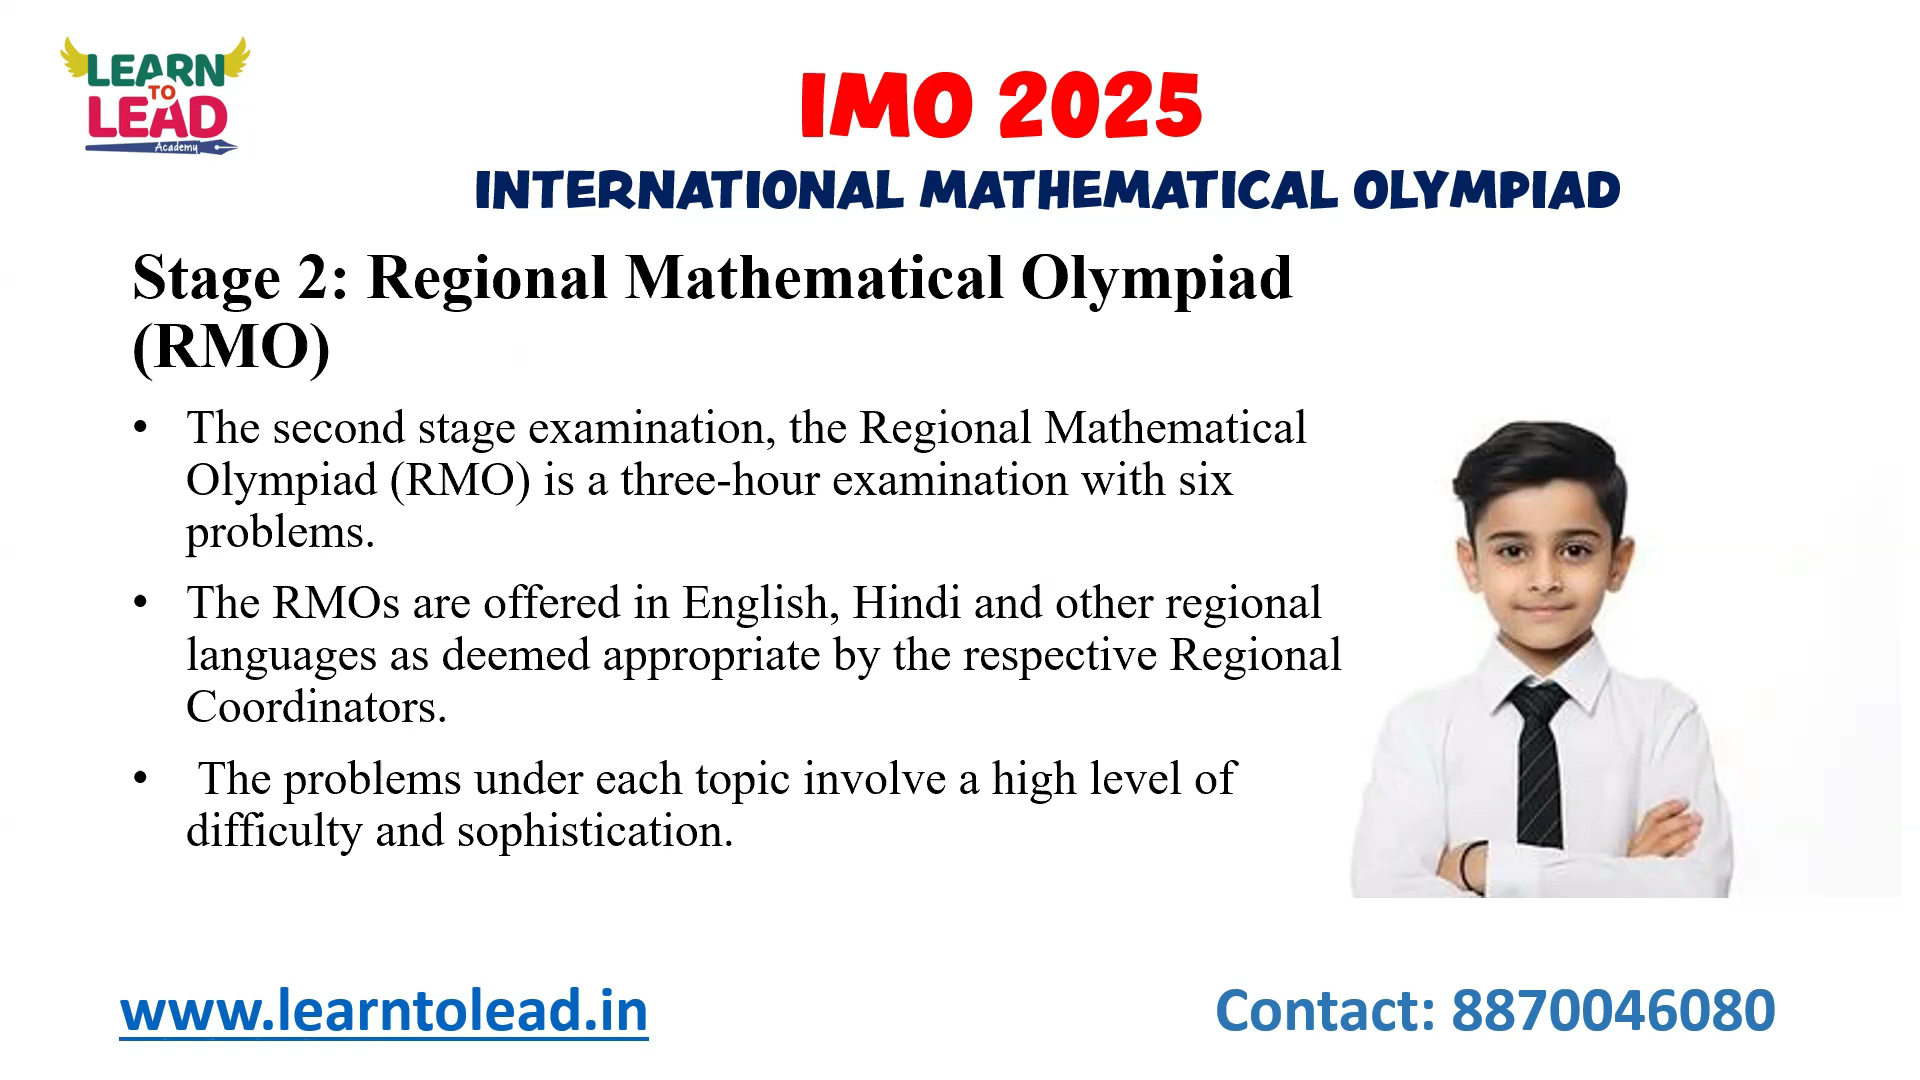 LEARN
TO
LEAD
Academy
IMO 2025
INTERNATIONAL MATHEMATICAL OLYMPIAD
Stage 2: Regional Mathematical Olympiad
(RMO)
• The second stage examination, the Regional Mathematical
Olympiad (RMO) is a three-hour examination with six
problems.
• The RMOs are offered in English, Hindi and other regional
languages as deemed appropriate by the respective Regional
Coordinators.
• The problems under each topic involve a high level of
difficulty and sophistication.
www.learntolead.in
Contact: 8870046080